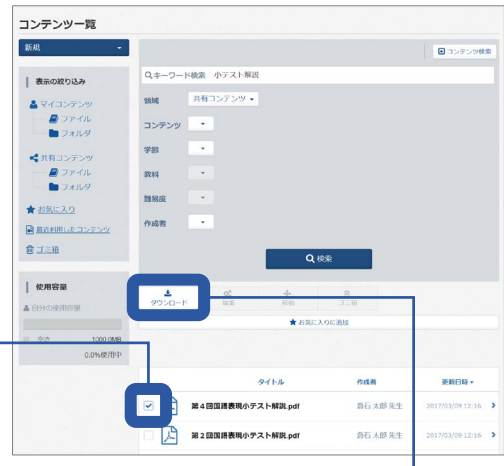 コンテンツ一覧
新規
コンテンツ検索
表示の絞り込み
マイコンテンツ
ファイル
フォルダ
共有コンテンツ
ファイル
フォルダ
お気に入り
最近利用したコンテンツ
ゴミ箱
使用容量
自分の使用容量
空き 1000.0MB
0.0%使用中
キーワード検索 小テスト解説
領域 共有コンテンツ
コンテンツ
学部
教科
難易度
作成者
検索
ダウンロード 編集 移動 ゴミ箱
お気に入りに追加
タイトル 作成者 更新日時
第4回国語表現小テスト解説.pdf 倉石 太郎 先生 2017/03/09 12:16
第2回国語表現小テスト解説.pdf 倉石 太郎 先生 2017/03/09 12:16